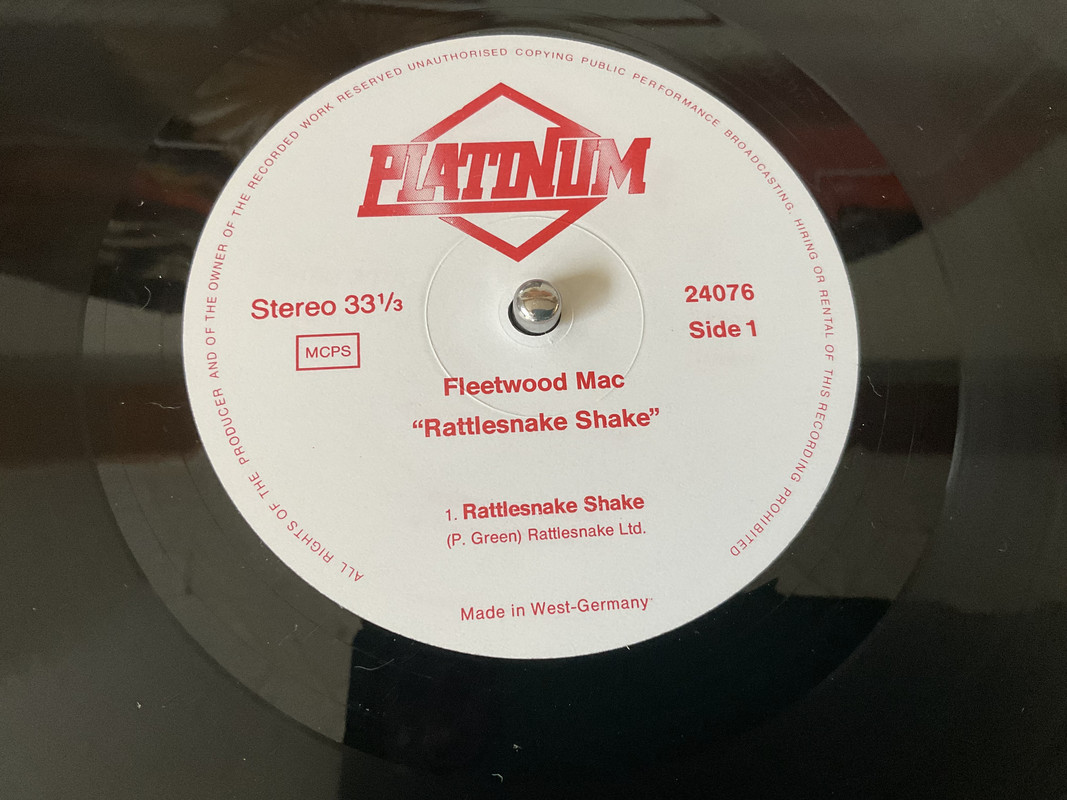 ALL RIGHTS OF THE PRODUCER AND OF THE OWNER OF THE RECORDED WORK RESERVED UNAUTHORISED COPYING PUBLIC PERFORMANCE BROADCASTING. HIRING OR RENTAL OF THIS RECORDING PROHIBITED
PLATINUM
Stereo 33⅓
MCPS
24076
Side 1
Fleetwood Mac
“Rattlesnake Shake”
1. Rattlesnake Shake
(P. Green) Rattlesnake Ltd.
Made in West-Germany